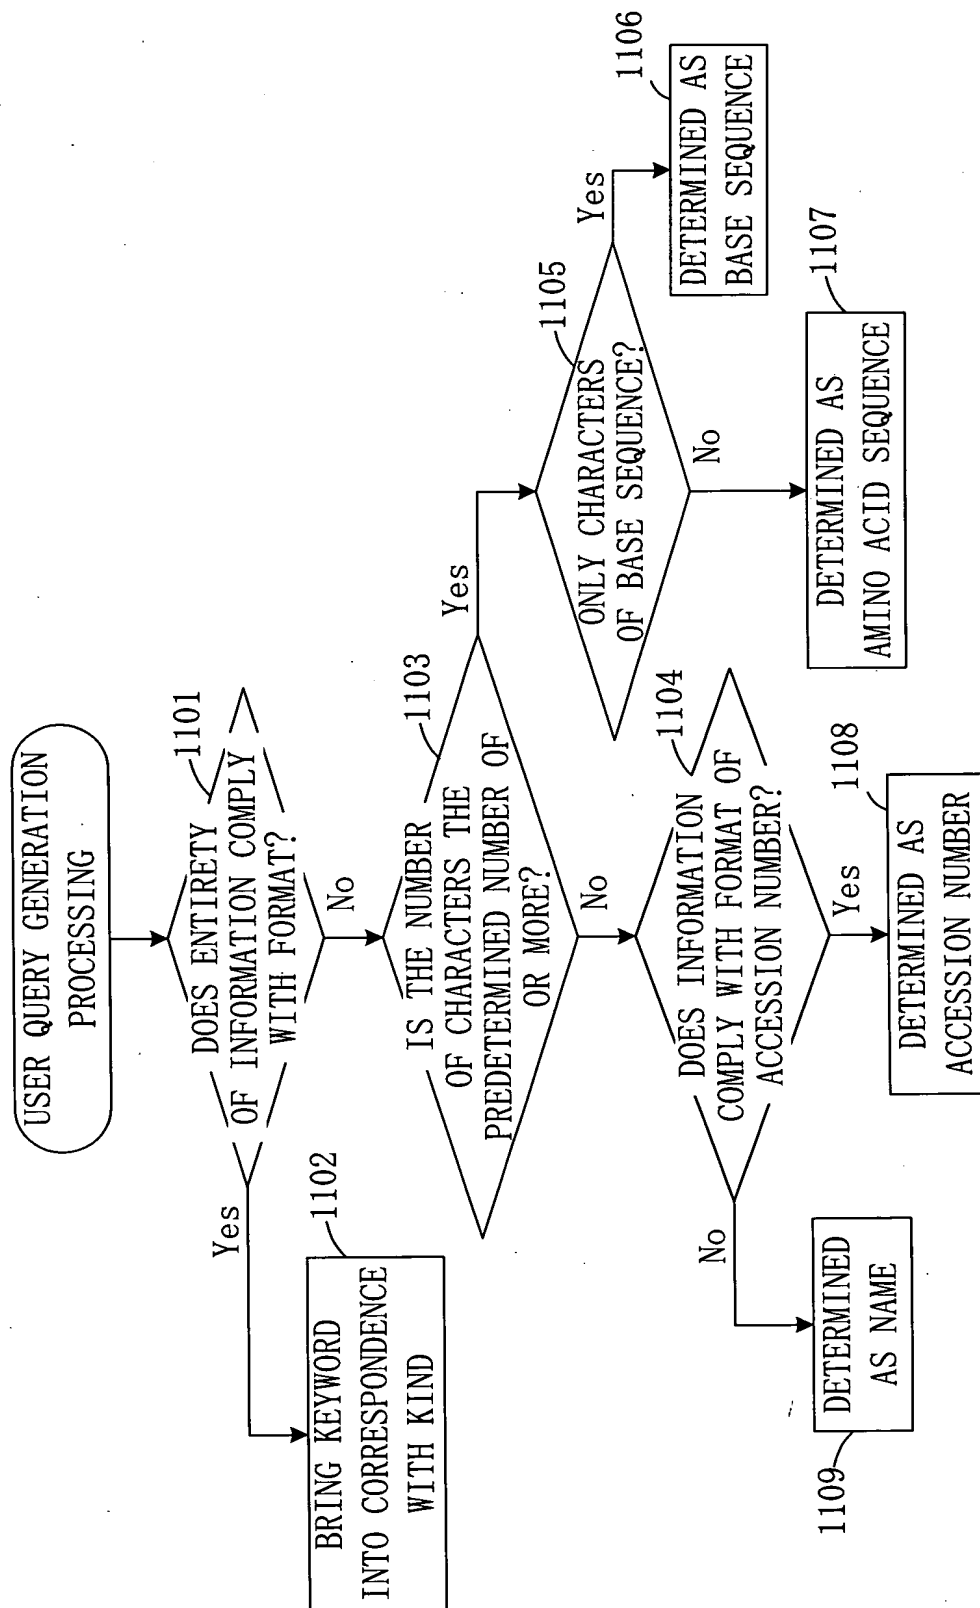 USER QUERY GENERATION
PROCESSING
1101
DOES ENTIRETY
OF INFORMATION COMPLY
WITH FORMAT?
Yes
No
1102
BRING KEYWORD
INTO CORRESPONDENCE
WITH KIND
1103
IS THE NUMBER
OF CHARACTERS THE
PREDETERMINED NUMBER OF
OR MORE?
Yes
No
1105
ONLY CHARACTERS
OF BASE SEQUENCE?
Yes
No
1106
DETERMINED AS
BASE SEQUENCE
1107
DETERMINED AS
AMINO ACID SEQUENCE
1104
DOES INFORMATION
COMPLY WITH FORMAT OF
ACCESSION NUMBER?
No
Yes
1109
DETERMINED
AS NAME
1108
DETERMINED AS
ACCESSION NUMBER